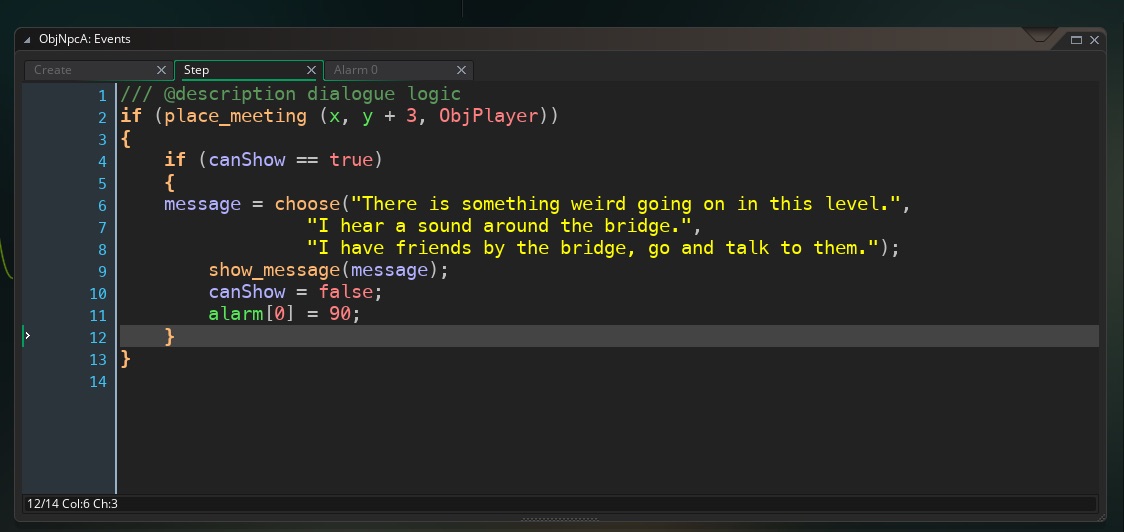 ObjNpcA: Events
Create
Step
Alarm 0
1 /// @description dialogue logic
2 if (place_meeting (x, y + 3, ObjPlayer))
3 {
4     if (canShow == true)
5     {
6     message = choose("There is something weird going on in this level.",
7                  "I hear a sound around the bridge.",
8                  "I have friends by the bridge, go and talk to them.");
9         show_message(message);
10         canShow = false;
11         alarm[0] = 90;
12     }
13 }
14
12/14 Col:6 Ch:3